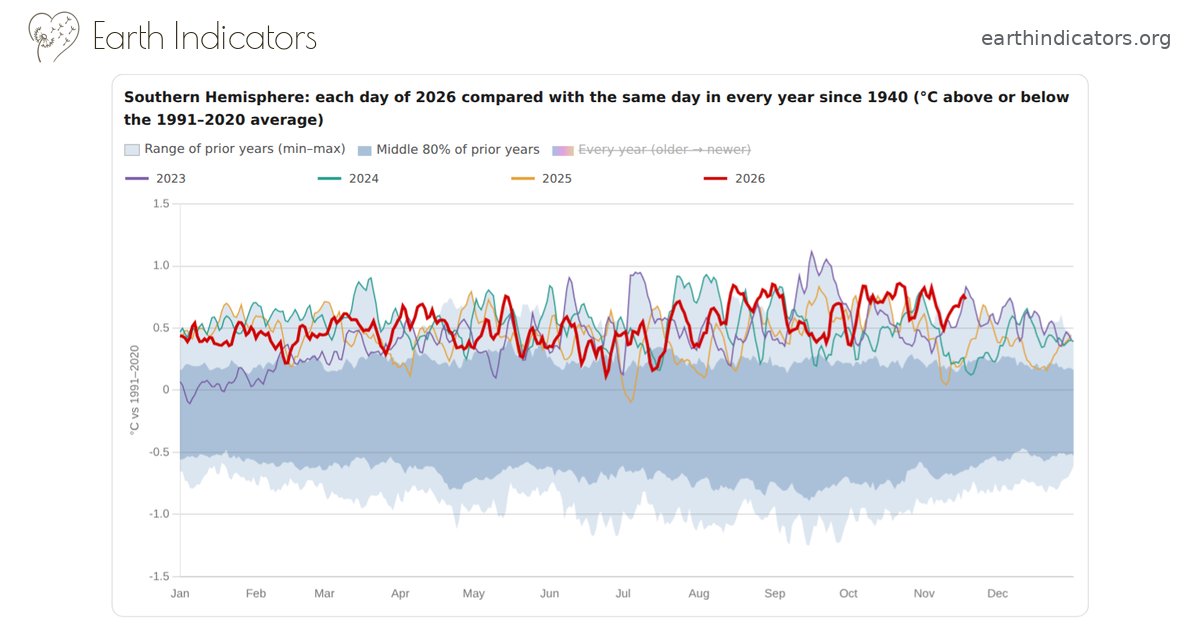 Earth Indicators
earthindicators.org
Southern Hemisphere: each day of 2026 compared with the same day in every year since 1940 (°C above or below
the 1991–2020 average)
Range of prior years (min–max) Middle 80% of prior years Every year (older → newer)
2023 2024 2025 2026
1.5
1.0
0.5
0
-0.5
-1.0
-1.5
°C vs 1991–2020
Jan Feb Mar Apr May Jun Jul Aug Sep Oct Nov Dec